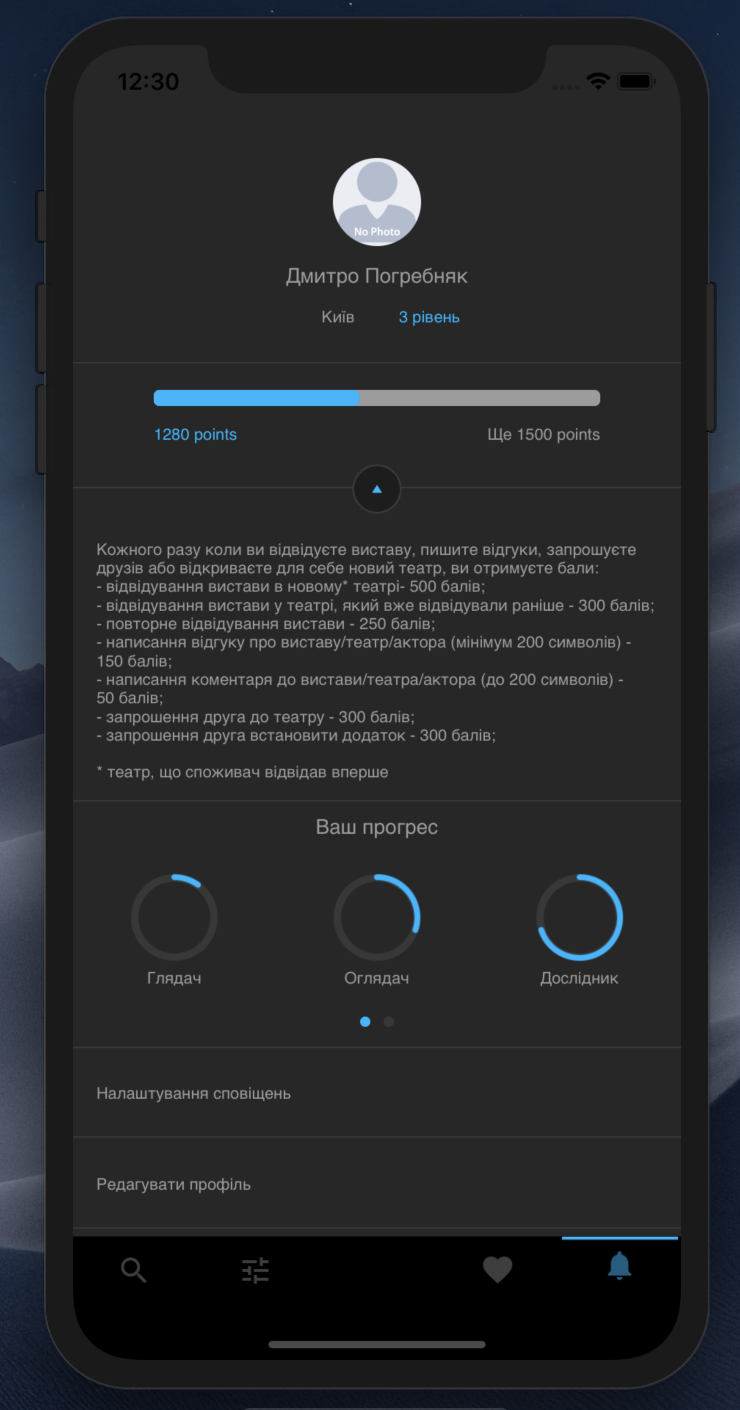 12:30
No Photo
Дмитро Погребняк
Київ 3 рівень
1280 points Ще 1500 points
Кожного разу коли ви відвідуєте виставу, пишите відгуки, запрошуєте
друзів або відкриваєте для себе новий театр, ви отримуєте бали:
- відвідування вистави в новому* театрі- 500 балів;
- відвідування вистави у театрі, який вже відвідували раніше - 300 балів;
- повторне відвідування вистави - 250 балів;
- написання відгуку про виставу/театр/актора (мінімум 200 символів) -
150 балів;
- написання коментаря до вистави/театра/актора (до 200 символів) -
50 балів;
- запрошення друга до театру - 300 балів;
- запрошення друга встановити додаток - 300 балів;
* театр, що споживач відвідав вперше
Ваш прогрес
Глядач Оглядач Дослідник
Налаштування сповіщень
Редагувати профіль